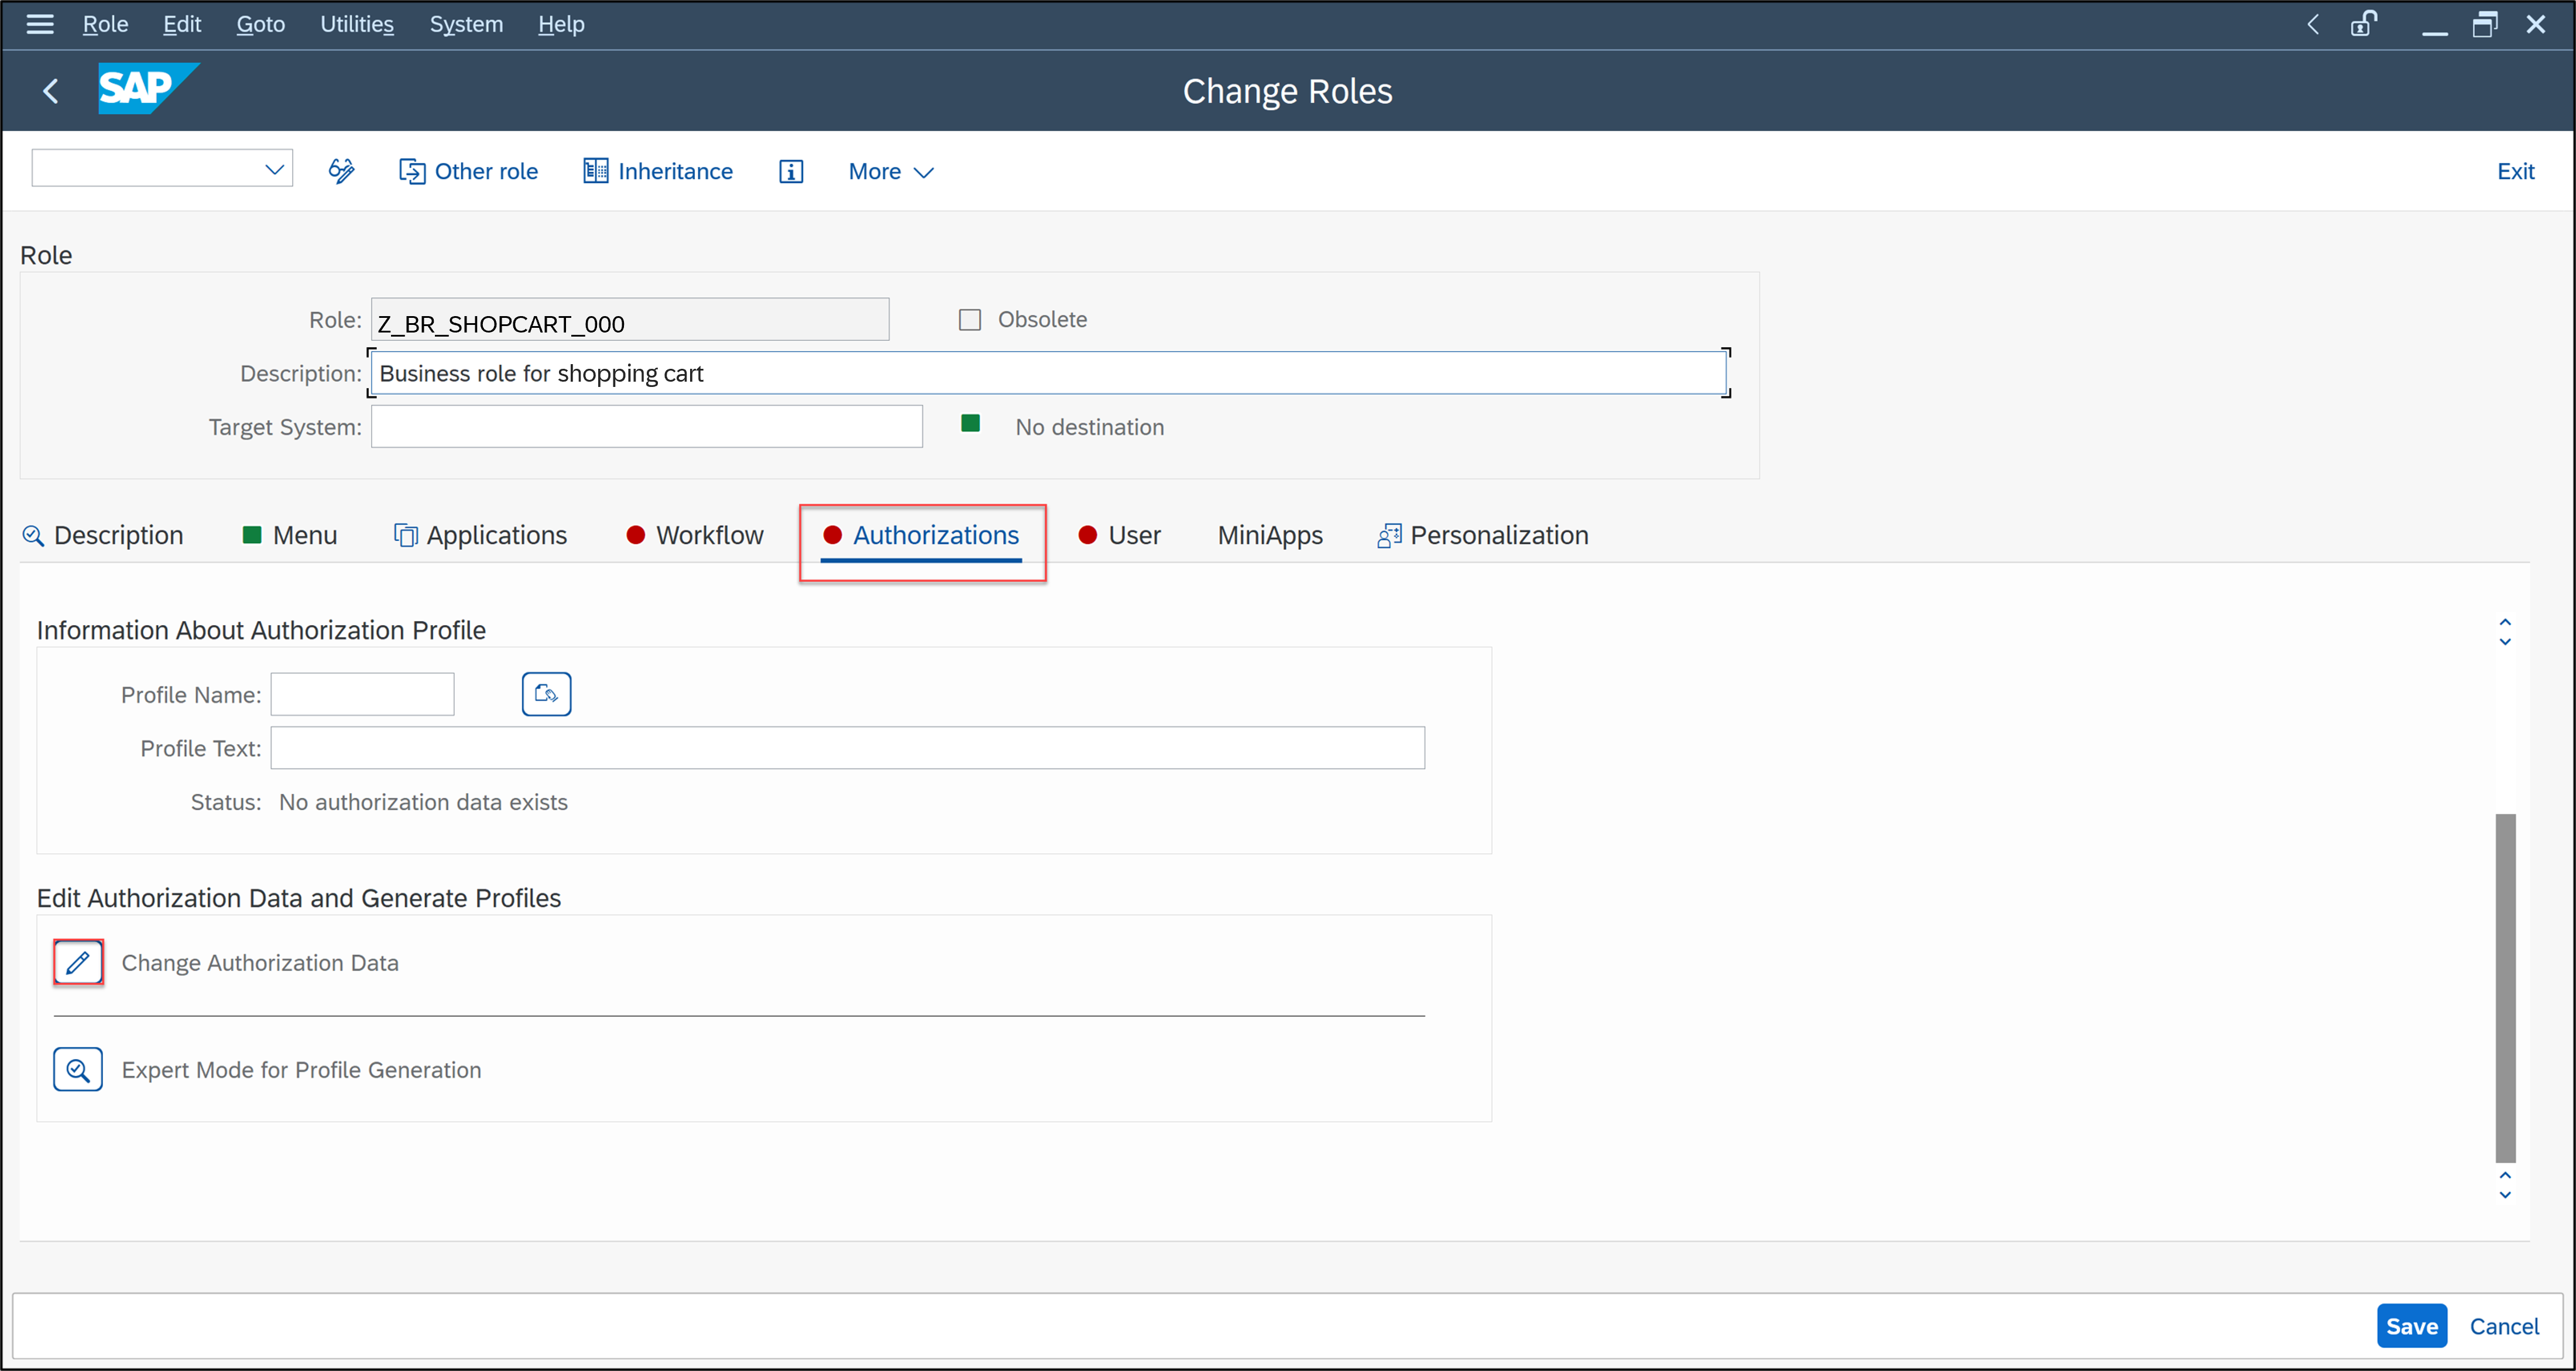 Role Edit Goto Utilities System Help
SAP Change Roles
Other role Inheritance More Exit
Role
Role: Z_BR_SHOPCART_000 Obsolete
Description: Business role for shopping cart
Target System: No destination
Description Menu Applications Workflow Authorizations User MiniApps Personalization
Information About Authorization Profile
Profile Name:
Profile Text:
Status: No authorization data exists
Edit Authorization Data and Generate Profiles
Change Authorization Data
Expert Mode for Profile Generation
Save Cancel